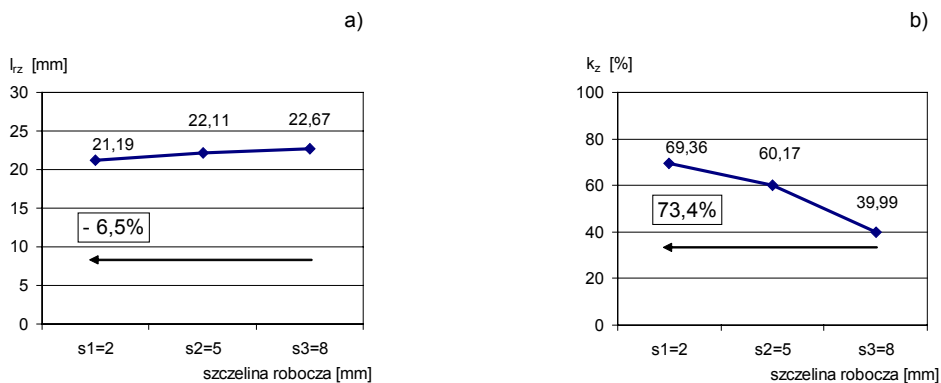 a)
l_rz [mm]
30
25
20
15
10
5
0
21,19
22,11
22,67
- 6,5%
s1=2 s2=5 s3=8
szczelina robocza [mm]
b)
k_z [%]
100
80
60
40
20
0
69,36
60,17
39,99
73,4%
s1=2 s2=5 s3=8
szczelina robocza [mm]